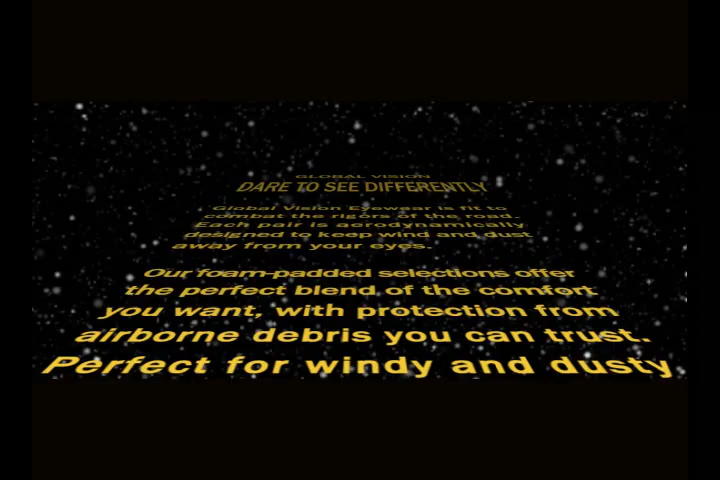 GLOBAL VISION
DARE TO SEE DIFFERENTLY
Global Vision Eyewear is fit to
combat the rigors of the road.
Each pair is aerodynamically
designed to keep wind and dust
away from your eyes.
Our foam-padded selections offer
the perfect blend of the comfort
you want, with protection from
airborne debris you can trust.
Perfect for windy and dusty